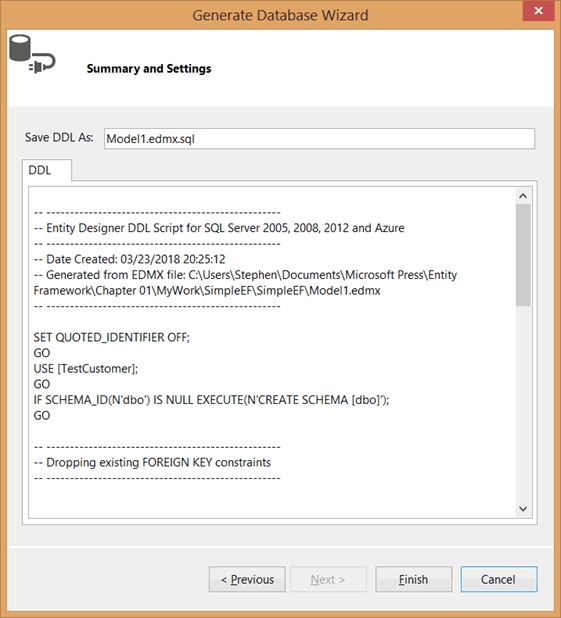 Generate Database Wizard
Summary and Settings
Save DDL As: Model1.edmx.sql
DDL
-- --------------------------------------------------
-- Entity Designer DDL Script for SQL Server 2005, 2008, 2012 and Azure
-- --------------------------------------------------
-- Date Created: 03/23/2018 20:25:12
-- Generated from EDMX file: C:\Users\Stephen\Documents\Microsoft Press\Entity
Framework\Chapter 01\MyWork\SimpleEF\SimpleEF\Model1.edmx
-- --------------------------------------------------
SET QUOTED_IDENTIFIER OFF;
GO
USE [TestCustomer];
GO
IF SCHEMA_ID(N'dbo') IS NULL EXECUTE(N'CREATE SCHEMA [dbo]');
GO
-- --------------------------------------------------
-- Dropping existing FOREIGN KEY constraints
-- --------------------------------------------------
< Previous Next > Finish Cancel